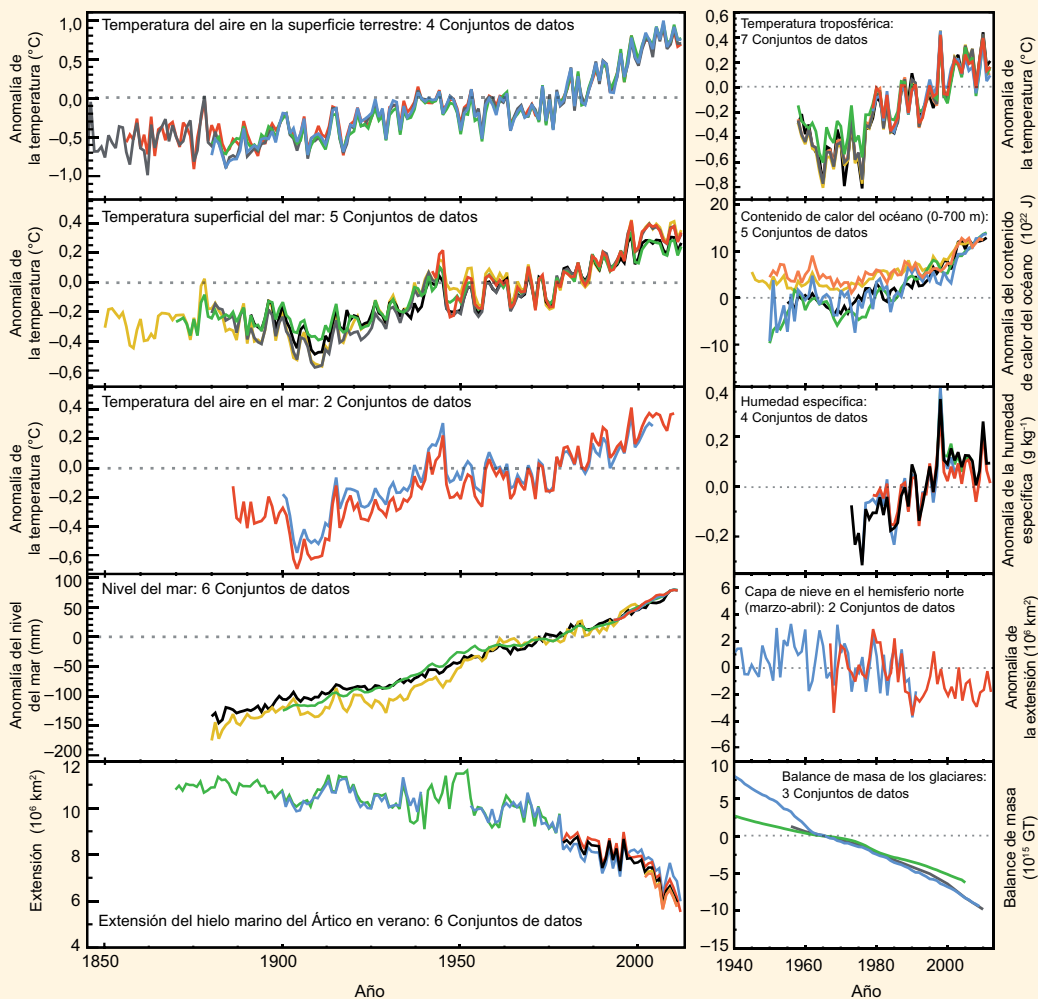 Temperatura del aire en la superficie terrestre: 4 Conjuntos de datos
Anomalía de
la temperatura (°C)
1,0
0,0
–1,0
Temperatura superficial del mar: 5 Conjuntos de datos
Anomalía de
la temperatura (°C)
0,4
0,2
0,0
–0,2
–0,4
–0,6
Temperatura del aire en el mar: 2 Conjuntos de datos
Anomalía de
la temperatura (°C)
0,4
0,2
0,0
–0,2
–0,4
–0,6
Nivel del mar: 6 Conjuntos de datos
Anomalía del nivel
del mar (mm)
100
50
0
–50
–100
–150
–200
Extensión del hielo marino del Ártico en verano: 6 Conjuntos de datos
Extensión (10⁶ km²)
12
10
8
6
4
1850
1900
1950
2000
Año
Temperatura troposférica:
7 Conjuntos de datos
Anomalía de
la temperatura (°C)
0,6
0,4
0,2
0,0
–0,2
–0,4
–0,6
–0,8
Contenido de calor del océano (0-700 m):
5 Conjuntos de datos
Anomalía del contenido
de calor del océano (10²² J)
20
10
0
–10
Humedad específica:
4 Conjuntos de datos
Anomalía de la humedad
específica (g kg⁻¹)
0,4
0,2
0,0
–0,2
Capa de nieve en el hemisferio norte
(marzo-abril): 2 Conjuntos de datos
Anomalía de
la extensión (10⁶ km²)
6
4
2
0
–2
–4
–6
Balance de masa de los glaciares:
3 Conjuntos de datos
Balance de masa
(10¹⁵ GT)
10
5
0
–5
–10
–15
1940
1960
1980
2000
Año